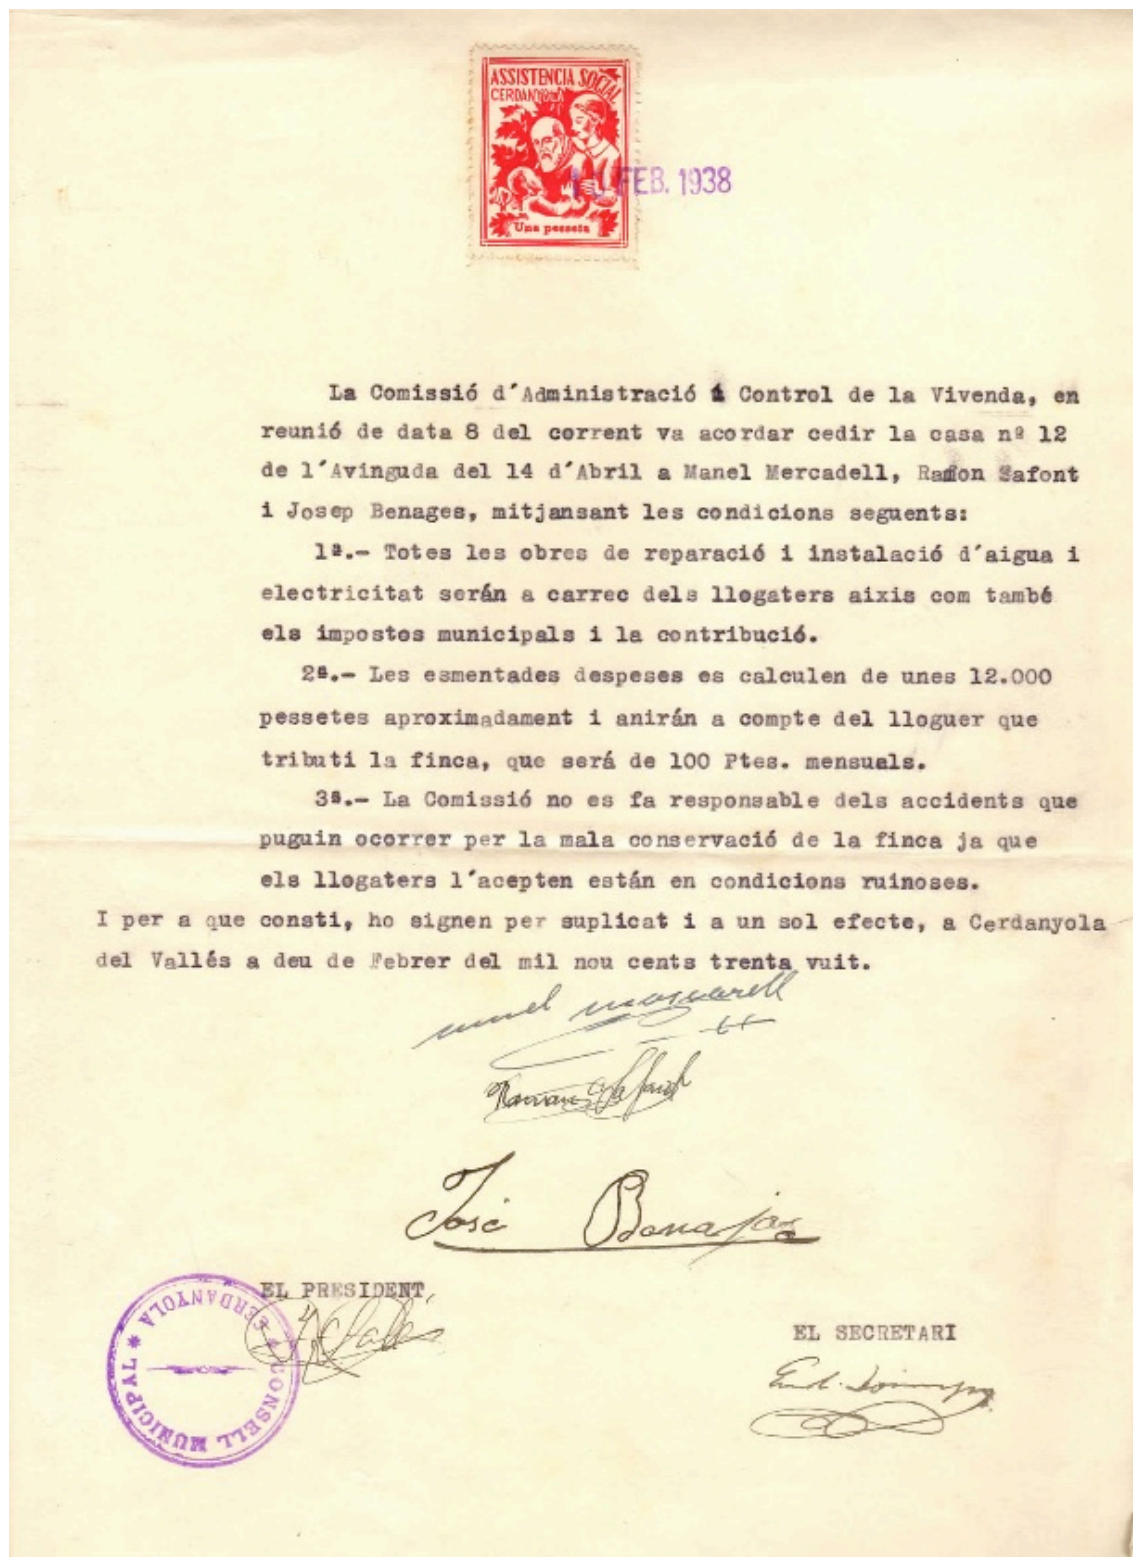 ASSISTENCIA SOCIAL
CERDANYOLA
Una pesseta
FEB. 1938
La Comissió d´Administració i Control de la Vivenda, en
reunió de data 8 del corrent va acordar cedir la casa nº 12
de l´Avinguda del 14 d´Abril a Manel Mercadell, Ramon Safont
i Josep Benages, mitjansant les condicions seguents:
1ª.- Totes les obres de reparació i instalació d´aigua i
electricitat serán a carrec dels llogaters aixis com també
els impostos municipals i la contribució.
2ª.- Les esmentades despeses es calculen de unes 12.000
pessetes aproximadament i anirán a compte del lloguer que
tributi la finca, que será de 100 Ptes. mensuals.
3ª.- La Comissió no es fa responsable dels accidents que
puguin ocorrer per la mala conservació de la finca ja que
els llogaters l´acepten están en condicions ruinoses.
I per a que consti, ho signen per suplicat i a un sol efecte, a Cerdanyola
del Vallés a deu de Febrer del mil nou cents trenta vuit.
José Benajas
EL PRESIDENT,
EL SECRETARI
CONSELL MUNICIPAL * CERDANYOLA *